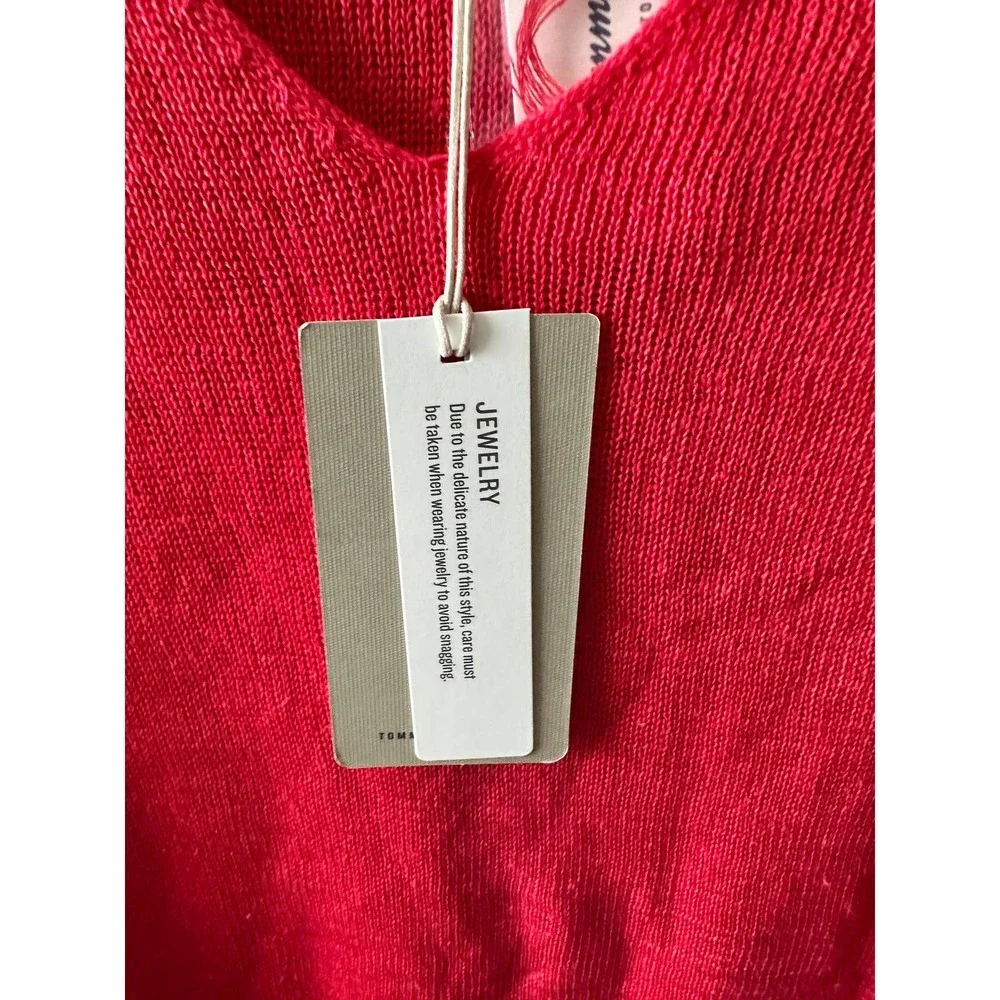 JEWELRY
Due to the delicate nature of this style, care must
be taken when wearing jewelry to avoid snagging.
TOMM